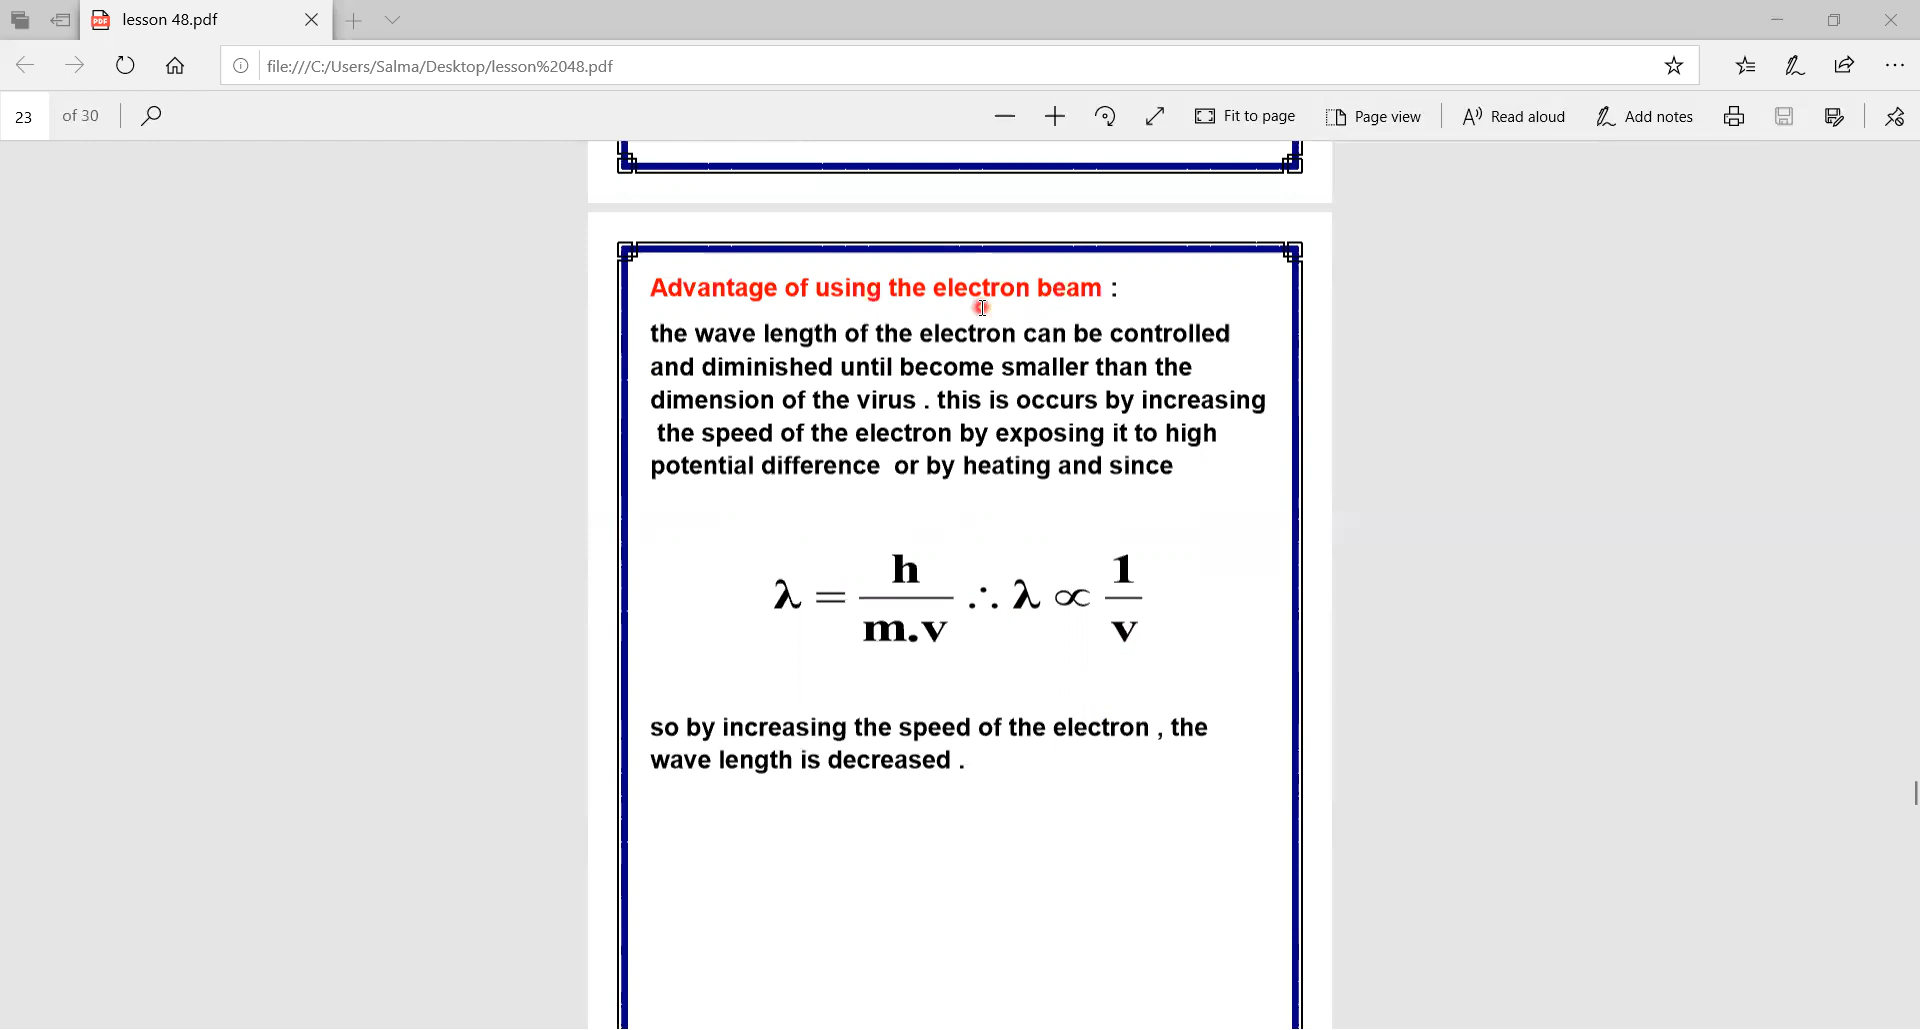 lesson 48.pdf
file:///C:/Users/Salma/Desktop/lesson%2048.pdf
23 of 30
Fit to page
Page view
Read aloud
Add notes
Advantage of using the electron beam :
the wave length of the electron can be controlled
and diminished until become smaller than the
dimension of the virus . this is occurs by increasing
the speed of the electron by exposing it to high
potential difference or by heating and since
λ = h / m.v ∴ λ ∝ 1 / v
so by increasing the speed of the electron , the
wave length is decreased .